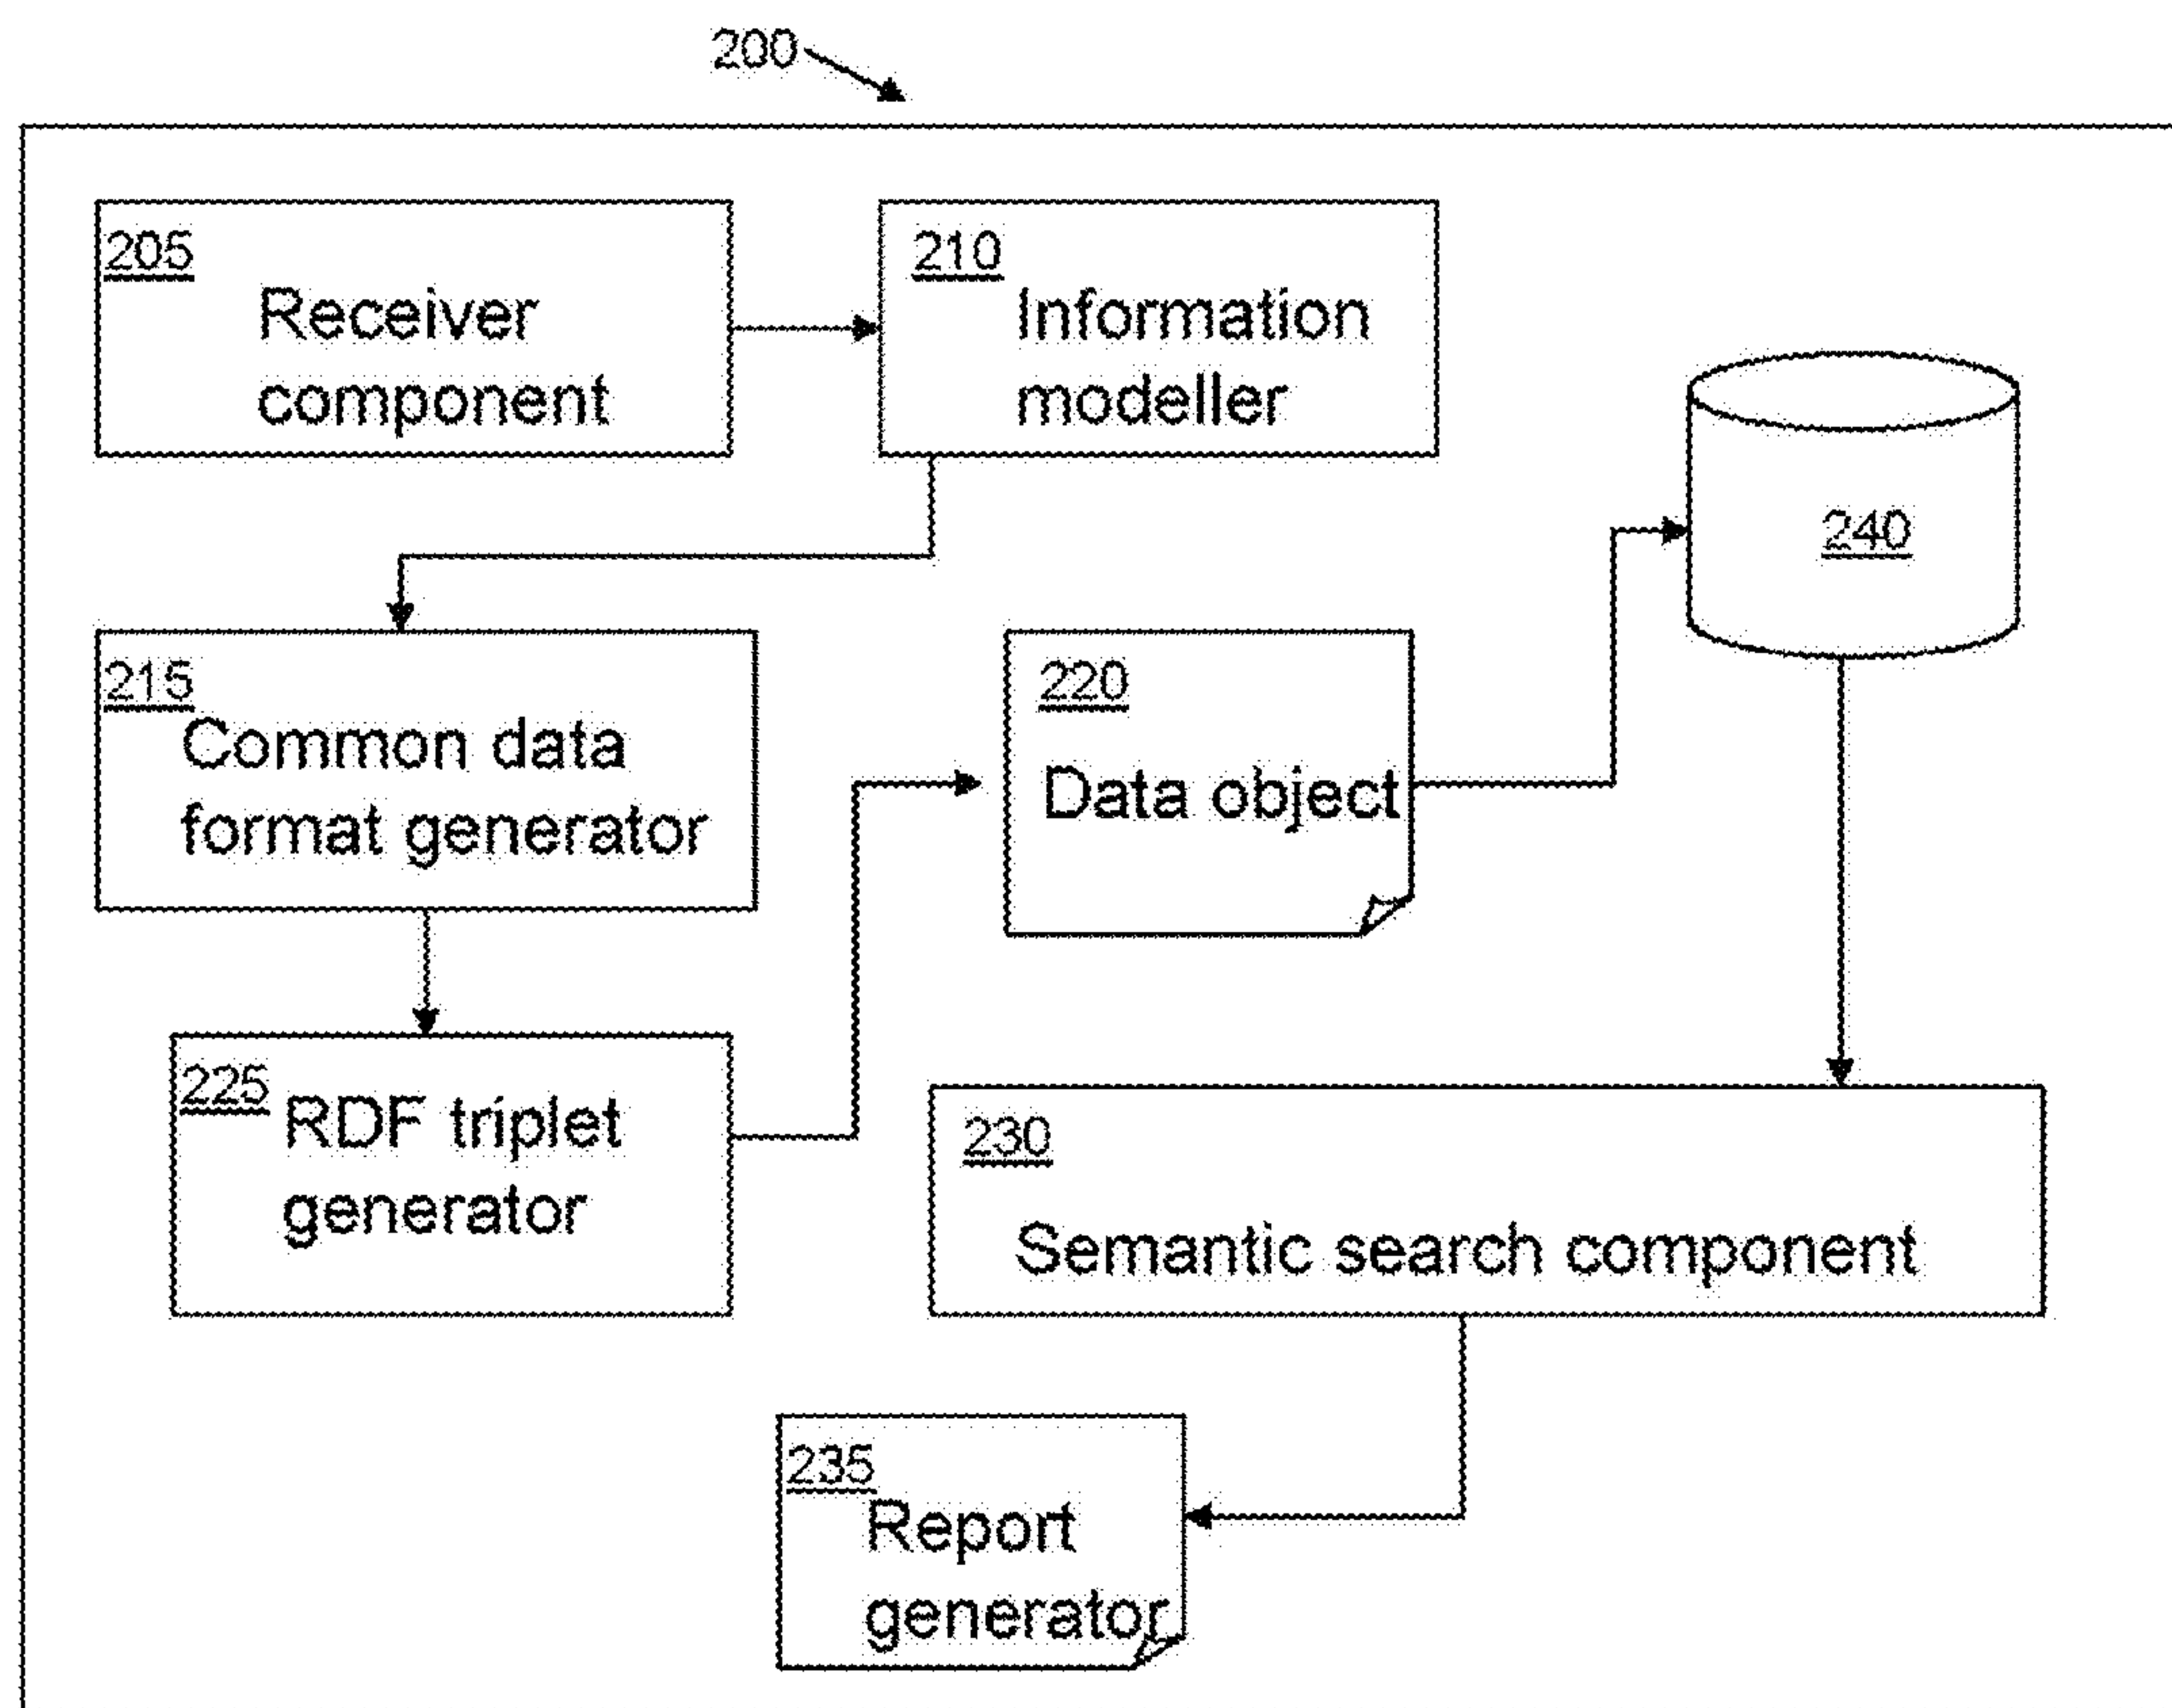 200
205
Receiver
component
210
Information
modeller
240
215
Common data
format generator
220
Data object
225
RDF triplet
generator
230
Semantic search component
235
Report
generator